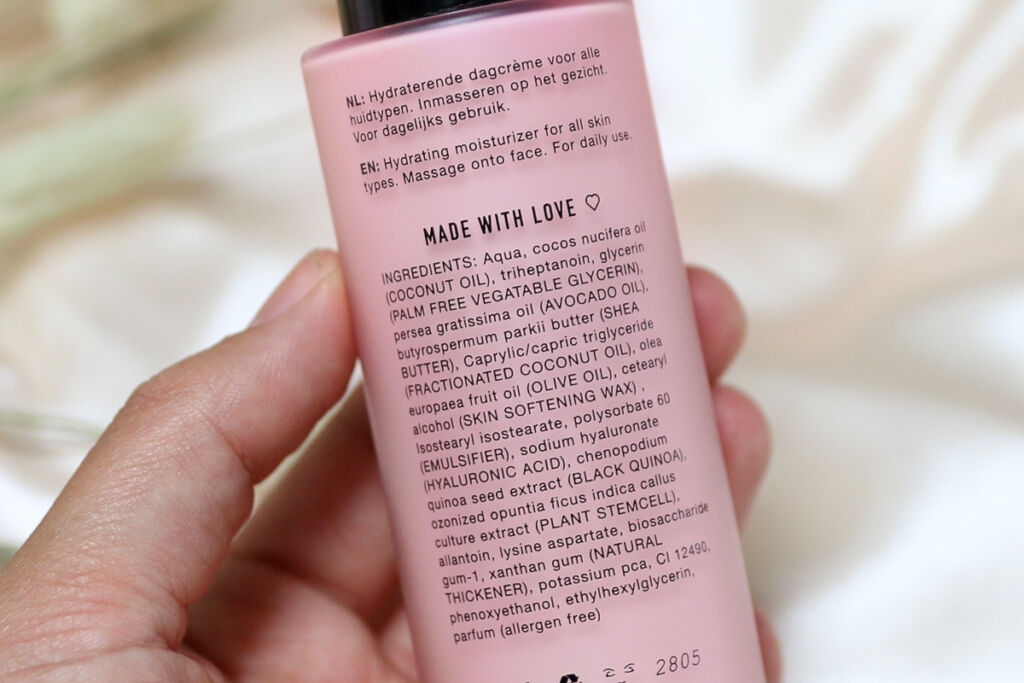 NL: Hydraterende dagcrème voor alle
huidtypen. Inmasseren op het gezicht.
Voor dagelijks gebruik.
EN: Hydrating moisturizer for all skin
types. Massage onto face. For daily use.
MADE WITH LOVE ♡
INGREDIENTS: Aqua, cocos nucifera oil
(COCONUT OIL), triheptanoin, glycerin
(PALM FREE VEGATABLE GLYCERIN),
persea gratissima oil (AVOCADO OIL),
butyrospermum parkii butter (SHEA
BUTTER), Caprylic/capric triglyceride
(FRACTIONATED COCONUT OIL), olea
europaea fruit oil (OLIVE OIL), cetearyl
alcohol (SKIN SOFTENING WAX) ,
Isostearyl isostearate, polysorbate 60
(EMULSIFIER), sodium hyaluronate
(HYALURONIC ACID), chenopodium
quinoa seed extract (BLACK QUINOA),
ozonized opuntia ficus indica callus
culture extract (PLANT STEMCELL),
allantoin, lysine aspartate, biosaccharide
gum-1, xanthan gum (NATURAL
THICKENER), potassium pca, CI 12490,
phenoxyethanol, ethylhexylglycerin,
parfum (allergen free)
2805